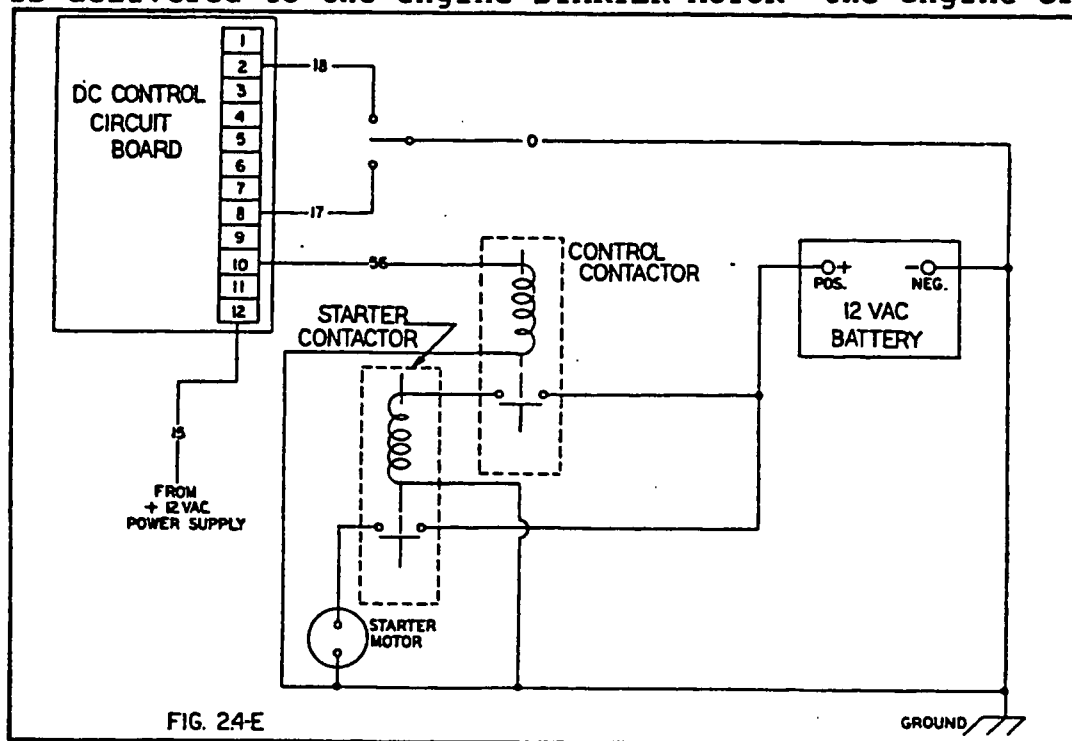 1
2
3
4
5
6
7
8
9
10
11
12
DC CONTROL
CIRCUIT
BOARD
18
0
17
56
CONTROL
CONTACTOR
STARTER
CONTACTOR
POS.
NEG.
12 VAC
BATTERY
15
FROM
+ 12 VAC
POWER SUPPLY
STARTER
MOTOR
FIG. 2.4-E
GROUND